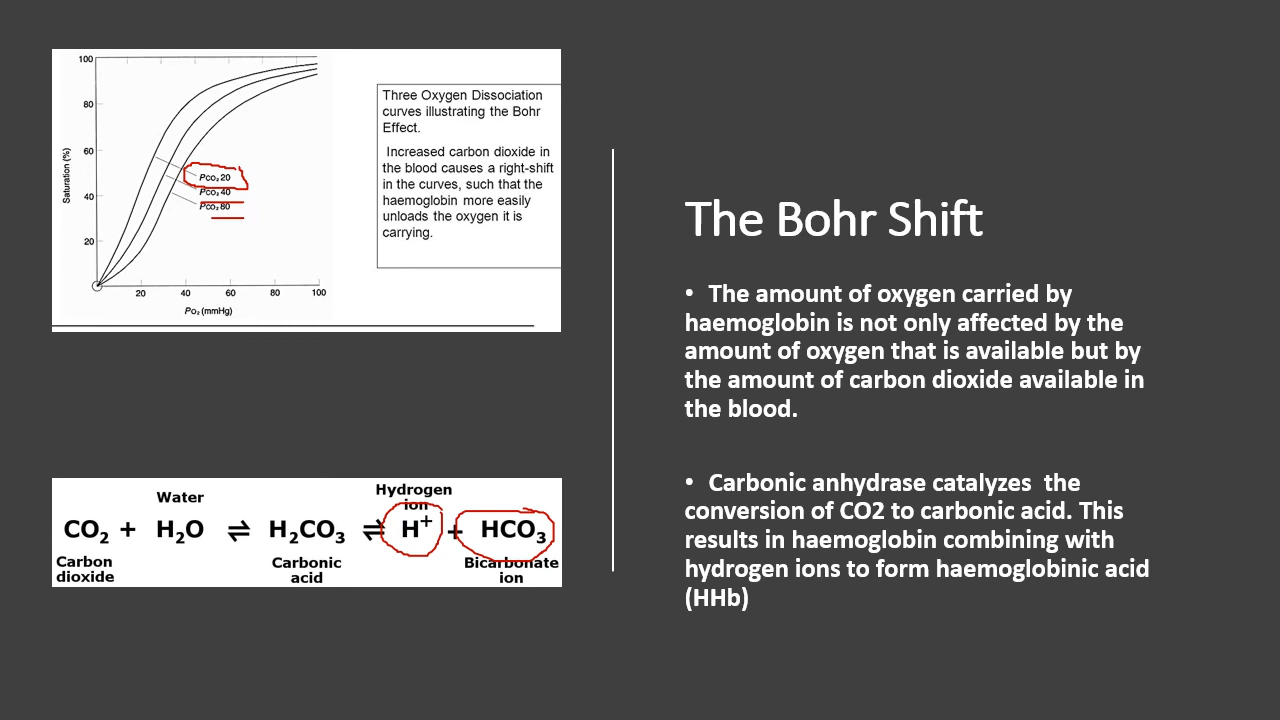 100
80
60
40
20
Saturation (%)
Pco₂ 20
Pco₂ 40
Pco₂ 80
20 40 60 80 100
Po₂ (mmHg)
Three Oxygen Dissociation
curves illustrating the Bohr
Effect.
Increased carbon dioxide in
the blood causes a right-shift
in the curves, such that the
haemoglobin more easily
unloads the oxygen it is
carrying.
Water
Hydrogen
ion
CO₂ + H₂O ⇌ H₂CO₃ ⇌ H⁺ + HCO₃
Carbon
dioxide
Carbonic
acid
Bicarbonate
ion
The Bohr Shift
• The amount of oxygen carried by
haemoglobin is not only affected by the
amount of oxygen that is available but by
the amount of carbon dioxide available in
the blood.
• Carbonic anhydrase catalyzes the
conversion of CO2 to carbonic acid. This
results in haemoglobin combining with
hydrogen ions to form haemoglobinic acid
(HHb)